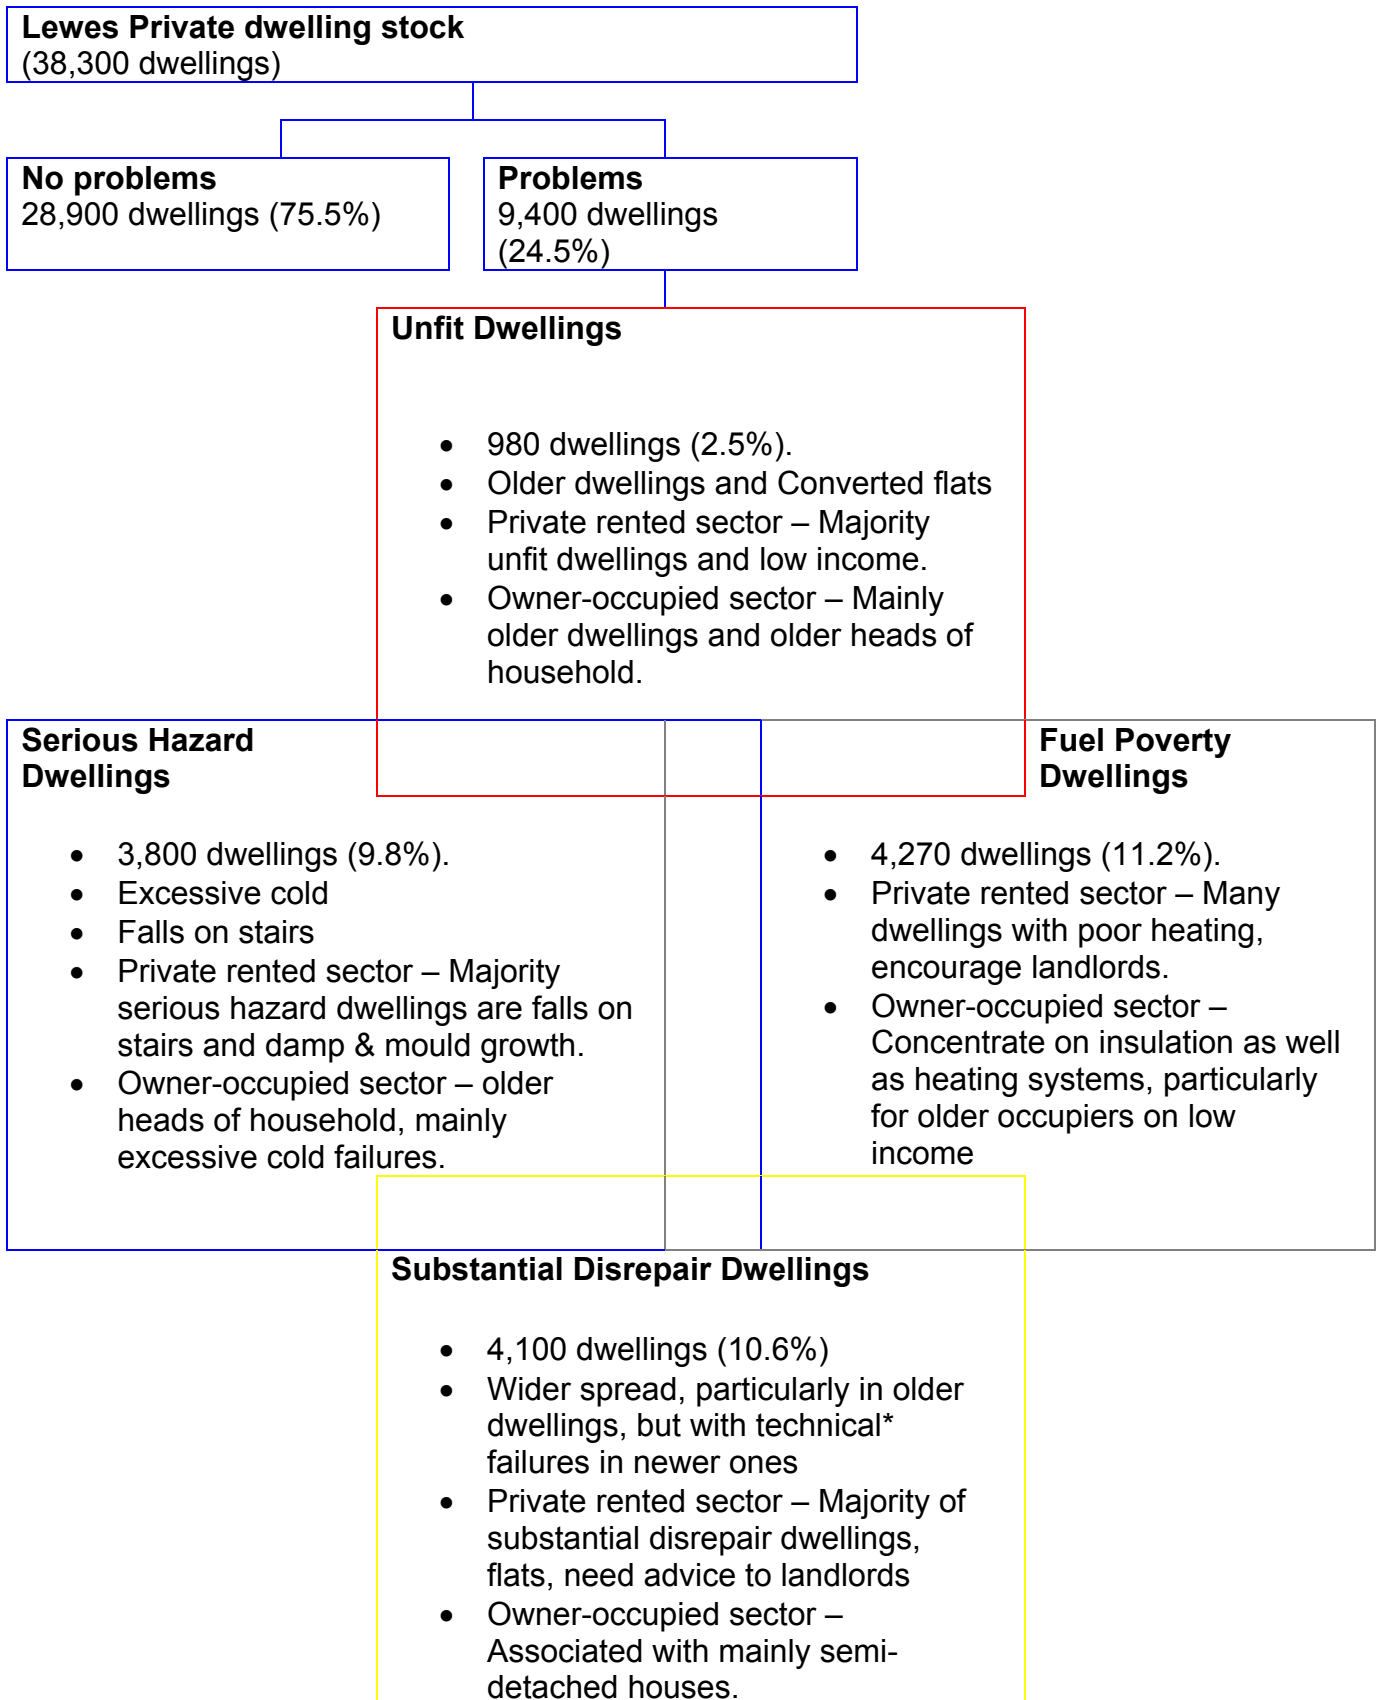 Lewes Private dwelling stock
(38,300 dwellings)
No problems
28,900 dwellings (75.5%)
Problems
9,400 dwellings
(24.5%)
Unfit Dwellings
• 980 dwellings (2.5%).
• Older dwellings and Converted flats
• Private rented sector – Majority
unfit dwellings and low income.
• Owner-occupied sector – Mainly
older dwellings and older heads of
household.
Serious Hazard
Dwellings
• 3,800 dwellings (9.8%).
• Excessive cold
• Falls on stairs
• Private rented sector – Majority
serious hazard dwellings are falls on
stairs and damp & mould growth.
• Owner-occupied sector – older
heads of household, mainly
excessive cold failures.
Fuel Poverty
Dwellings
• 4,270 dwellings (11.2%).
• Private rented sector – Many
dwellings with poor heating,
encourage landlords.
• Owner-occupied sector –
Concentrate on insulation as well
as heating systems, particularly
for older occupiers on low
income
Substantial Disrepair Dwellings
• 4,100 dwellings (10.6%)
• Wider spread, particularly in older
dwellings, but with technical*
failures in newer ones
• Private rented sector – Majority of
substantial disrepair dwellings,
flats, need advice to landlords
• Owner-occupied sector –
Associated with mainly semi-
detached houses.